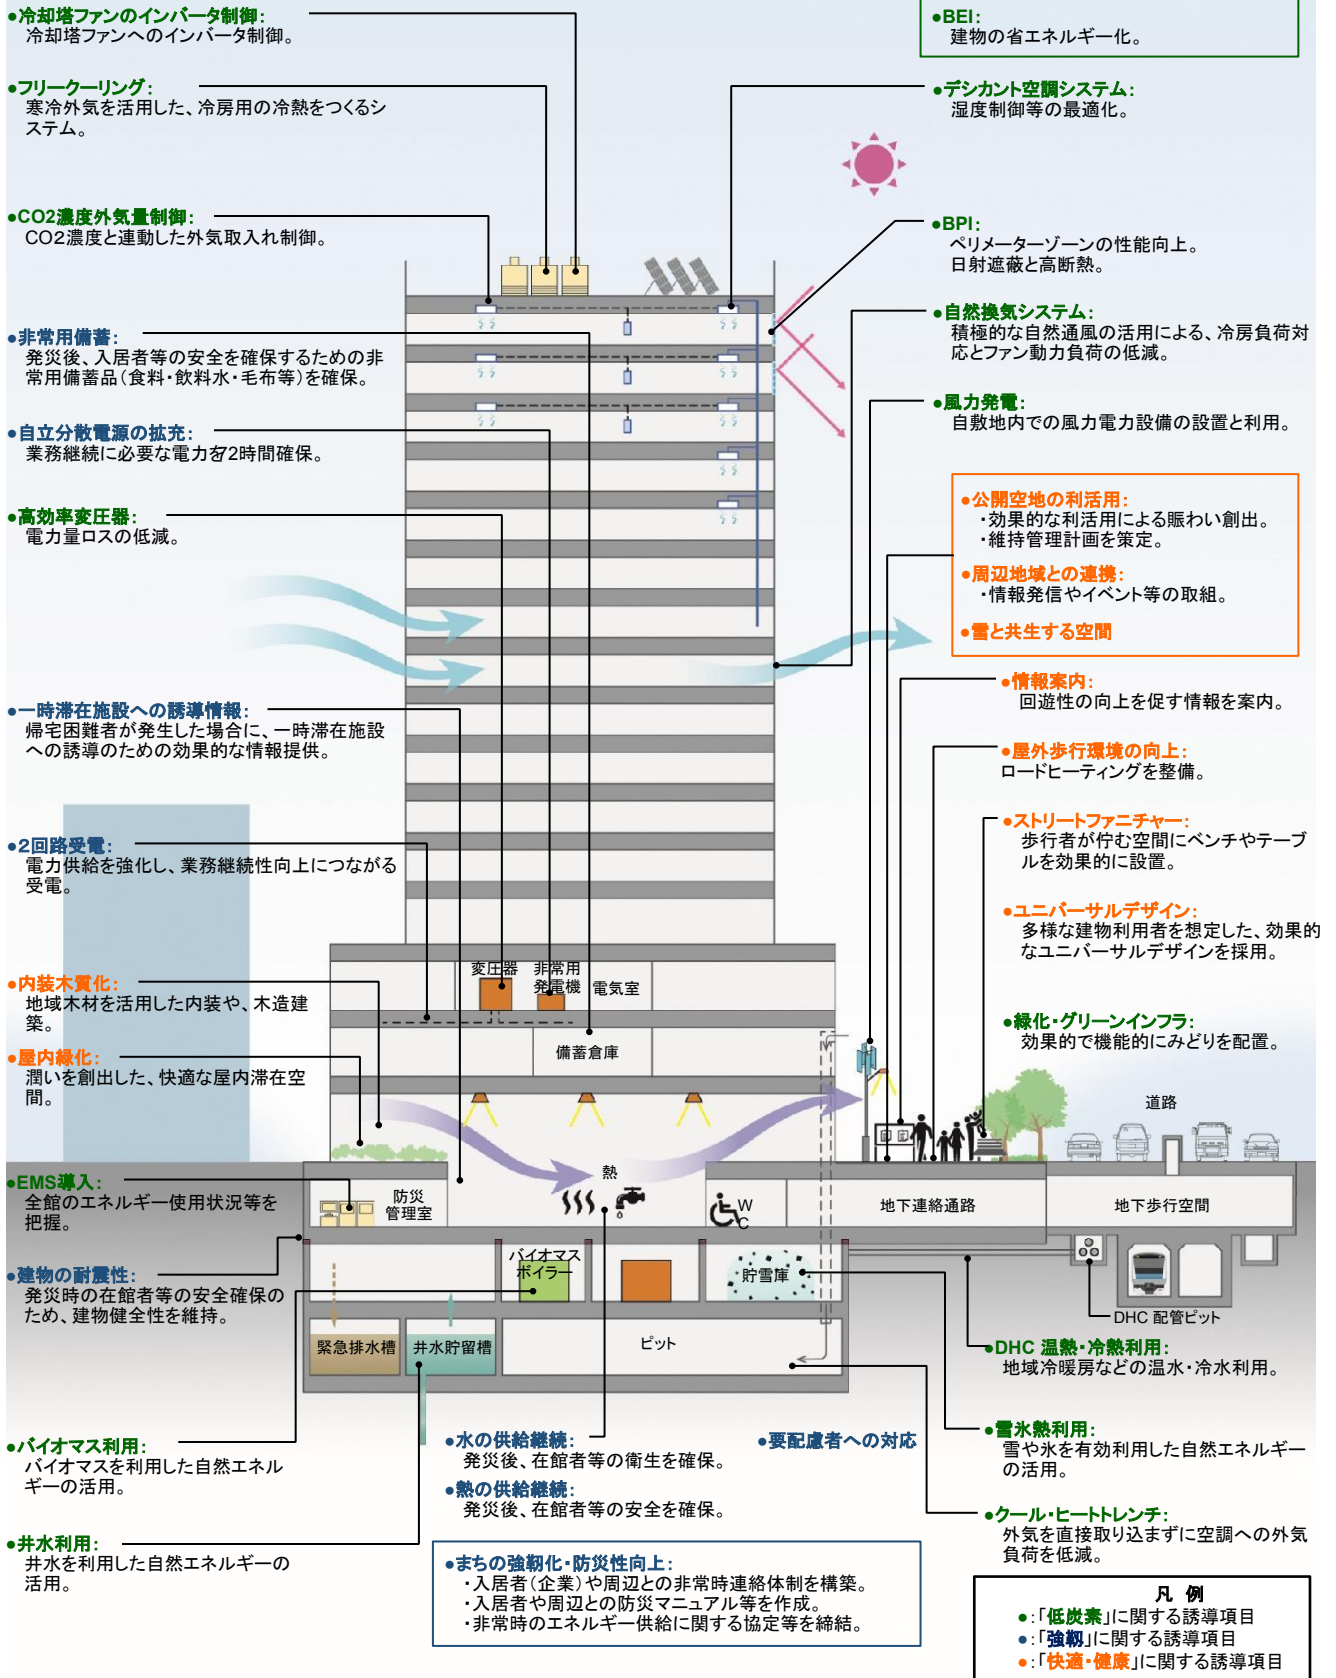 ●冷却塔ファンのインバータ制御：
冷却塔ファンへのインバータ制御。
●フリークーリング：
寒冷外気を活用した、冷房用の冷熱をつくるシ
ステム。
●CO2濃度外気量制御：
CO2濃度と連動した外気取入れ制御。
●非常用備蓄：
発災後、入居者等の安全を確保するための非
常用備蓄品（食料・飲料水・毛布等）を確保。
●自立分散電源の拡充：
業務継続に必要な電力を72時間確保。
●高効率変圧器：
電力量ロスの低減。
●一時滞在施設への誘導情報：
帰宅困難者が発生した場合に、一時滞在施設
への誘導のための効果的な情報提供。
●2回路受電：
電力供給を強化し、業務継続性向上につながる
受電。
●内装木質化：
地域木材を活用した内装や、木造建
築。
●屋内緑化：
潤いを創出した、快適な屋内滞在空
間。
●EMS導入：
全館のエネルギー使用状況等を
把握。
●建物の耐震性：
発災時の在館者等の安全確保の
ため、建物健全性を維持。
●バイオマス利用：
バイオマスを利用した自然エネル
ギーの活用。
●井水利用：
井水を利用した自然エネルギーの
活用。
●BEI：
建物の省エネルギー化。
●デシカント空調システム：
湿度制御等の最適化。
●BPI：
ペリメーターゾーンの性能向上。
日射遮蔽と高断熱。
●自然換気システム：
積極的な自然通風の活用による、冷房負荷対
応とファン動力負荷の低減。
●風力発電：
自敷地内での風力電力設備の設置と利用。
●公開空地の利活用：
・効果的な利活用による賑わい創出。
・維持管理計画を策定。
●周辺地域との連携：
・情報発信やイベント等の取組。
●雪と共生する空間
●情報案内：
回遊性の向上を促す情報を案内。
●屋外歩行環境の向上：
ロードヒーティングを整備。
●ストリートファニチャー：
歩行者が佇む空間にベンチやテーブ
ルを効果的に設置。
●ユニバーサルデザイン：
多様な建物利用者を想定した、効果的
なユニバーサルデザインを採用。
●緑化・グリーンインフラ：
効果的で機能的にみどりを配置。
変圧器
非常用
発電機
電気室
備蓄倉庫
道路
熱
防災
管理室
W
C
地下連絡通路
地下歩行空間
バイオマス
ボイラー
貯雪庫
DHC 配管ピット
緊急排水槽
井水貯留槽
ピット
●DHC 温熱・冷熱利用：
地域冷暖房などの温水・冷水利用。
●雪氷熱利用：
雪や氷を有効利用した自然エネルギー
の活用。
●クール・ヒートトレンチ：
外気を直接取り込まずに空調への外気
負荷を低減。
●水の供給継続：
発災後、在館者等の衛生を確保。
●熱の供給継続：
発災後、在館者等の安全を確保。
●要配慮者への対応
●まちの強靭化・防災性向上：
・入居者（企業）や周辺との非常時連絡体制を構築。
・入居者や周辺との防災マニュアル等を作成。
・非常時のエネルギー供給に関する協定等を締結。
凡 例
●：「低炭素」に関する誘導項目
●：「強靭」に関する誘導項目
●：「快適・健康」に関する誘導項目